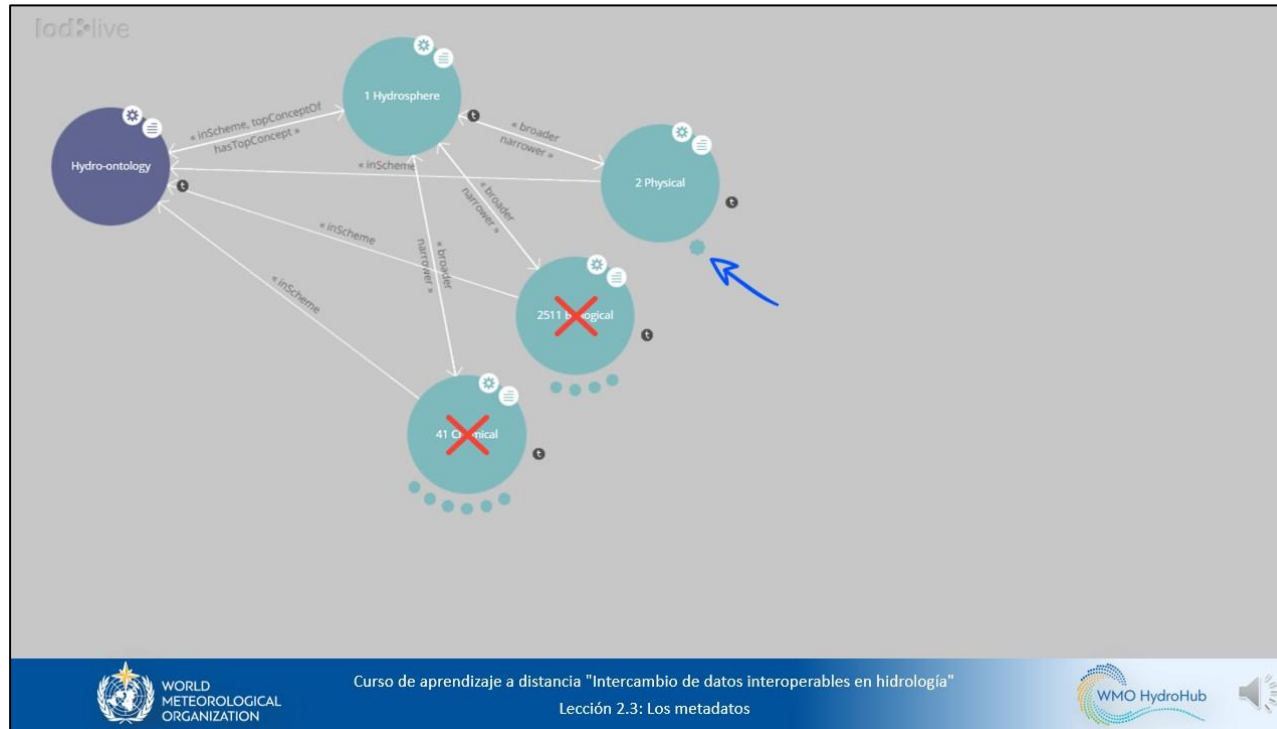 lod live
1 Hydrosphere
Hydro-ontology
« inScheme, topConceptOf
hasTopConcept »
« broader
narrower »
« inScheme
2 Physical
« broader
narrower »
« inScheme
« broader
narrower »
« inScheme
2511 B ogical
41 C mical
t
t
t
t
t
WORLD
METEOROLOGICAL
ORGANIZATION
Curso de aprendizaje a distancia "Intercambio de datos interoperables en hidrología"
Lección 2.3: Los metadatos
WMO HydroHub